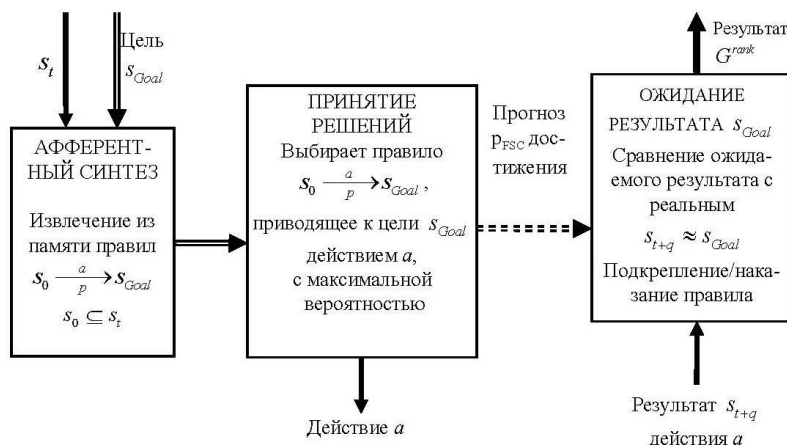 s_t
Цель
s_Goal
АФФЕРЕНТ-
НЫЙ СИНТЕЗ
Извлечение из
памяти правил
s_0 —a/p→ s_Goal
s_0 ⊆ s_t
ПРИНЯТИЕ
РЕШЕНИЙ
Выбирает правило
s_0 —a/p→ s_Goal ,
приводящее к цели s_Goal
действием a,
с максимальной
вероятностью
Действие a
Прогноз
p_FSC дос-
тижения
Результат
G^rank
ОЖИДАНИЕ
РЕЗУЛЬТАТА s_Goal
Сравнение ожида-
емого результата с
реальным
s_t+q ≈ s_Goal
Подкрепление/нака-
зание правила
Результат s_t+q
действия a